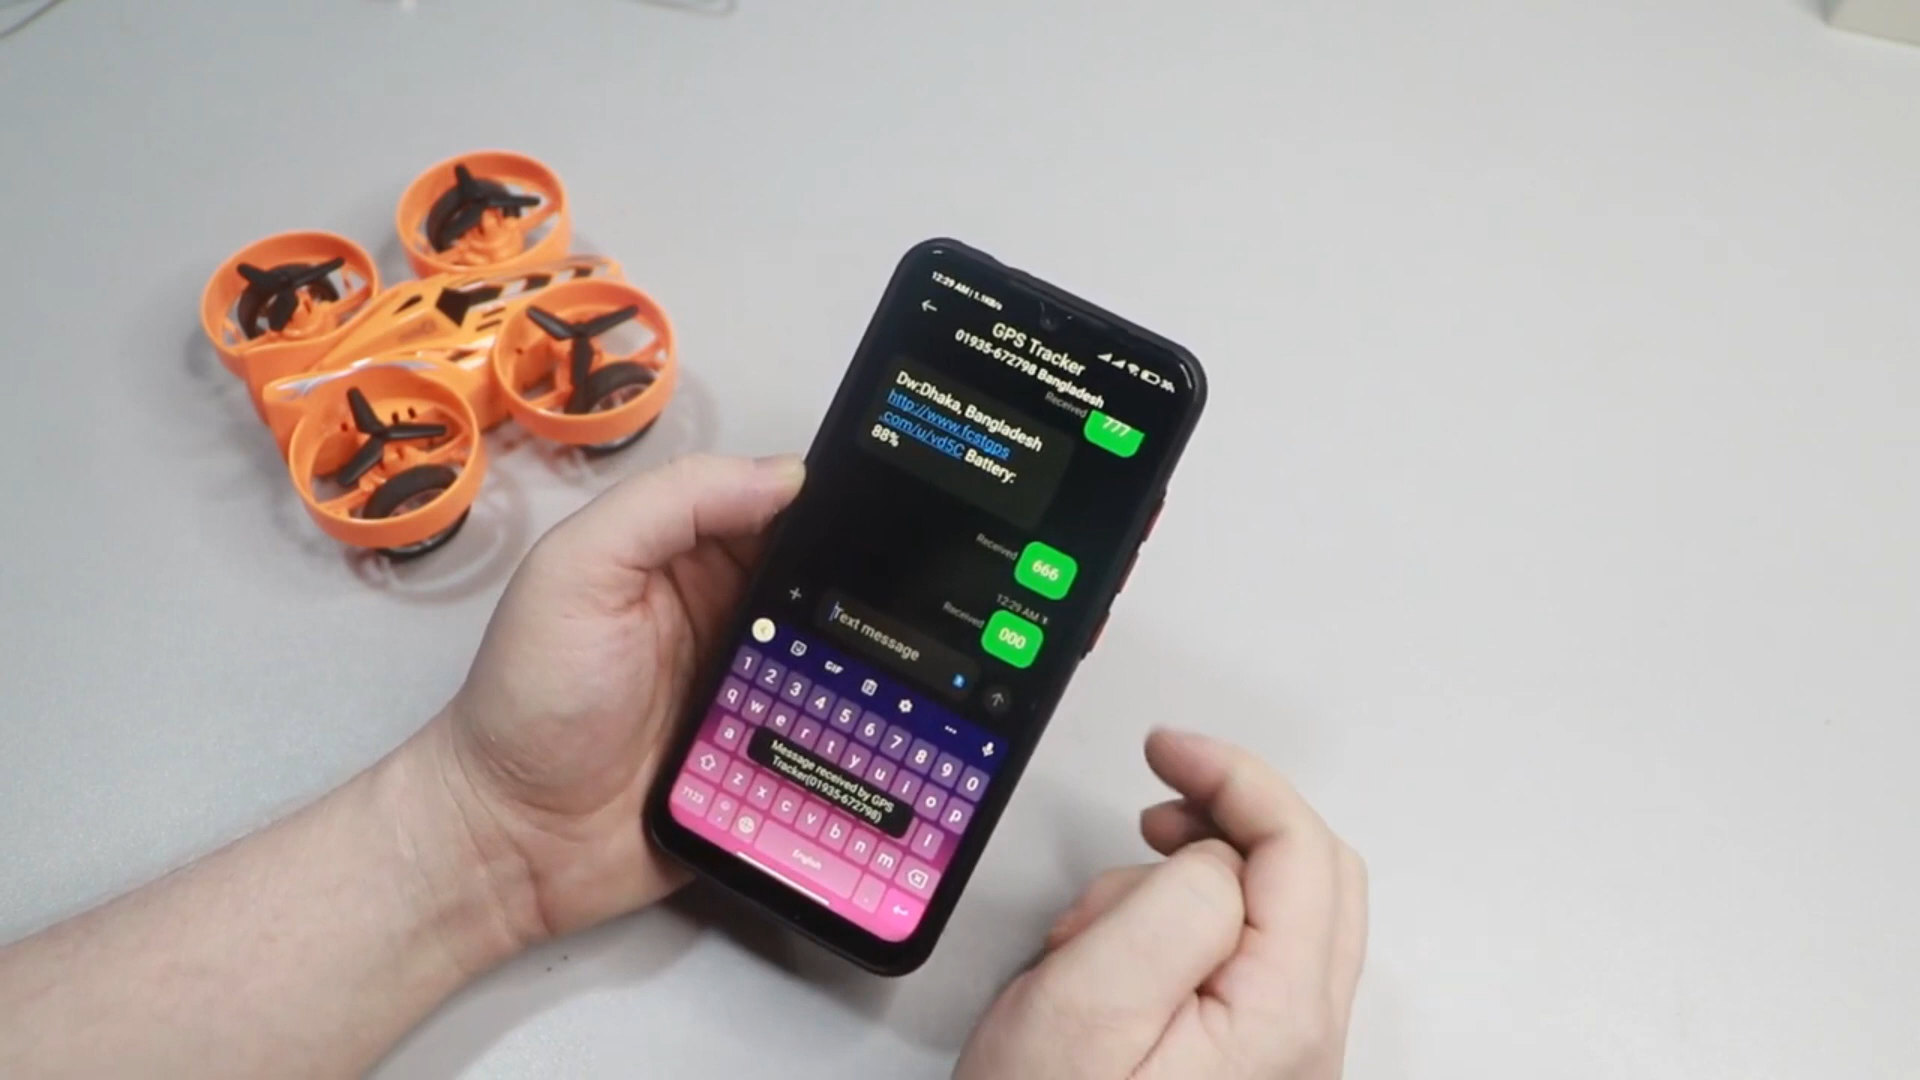 12:29 AM | 1.1KB/s
GPS Tracker
01935-672798 Bangladesh
Received
777
Dw:Dhaka, Bangladesh
http://www.fcstgps
.com/u/vd5C Battery:
88%
Received
666
12:29 AM
Received
000
Text message
GIF
1 2 3 4 5 6 7 8 9 0
q w e r t y u i o p
a l
Message received by GPS
Tracker(01935-672798)
z x c v b n m
?123 , English .